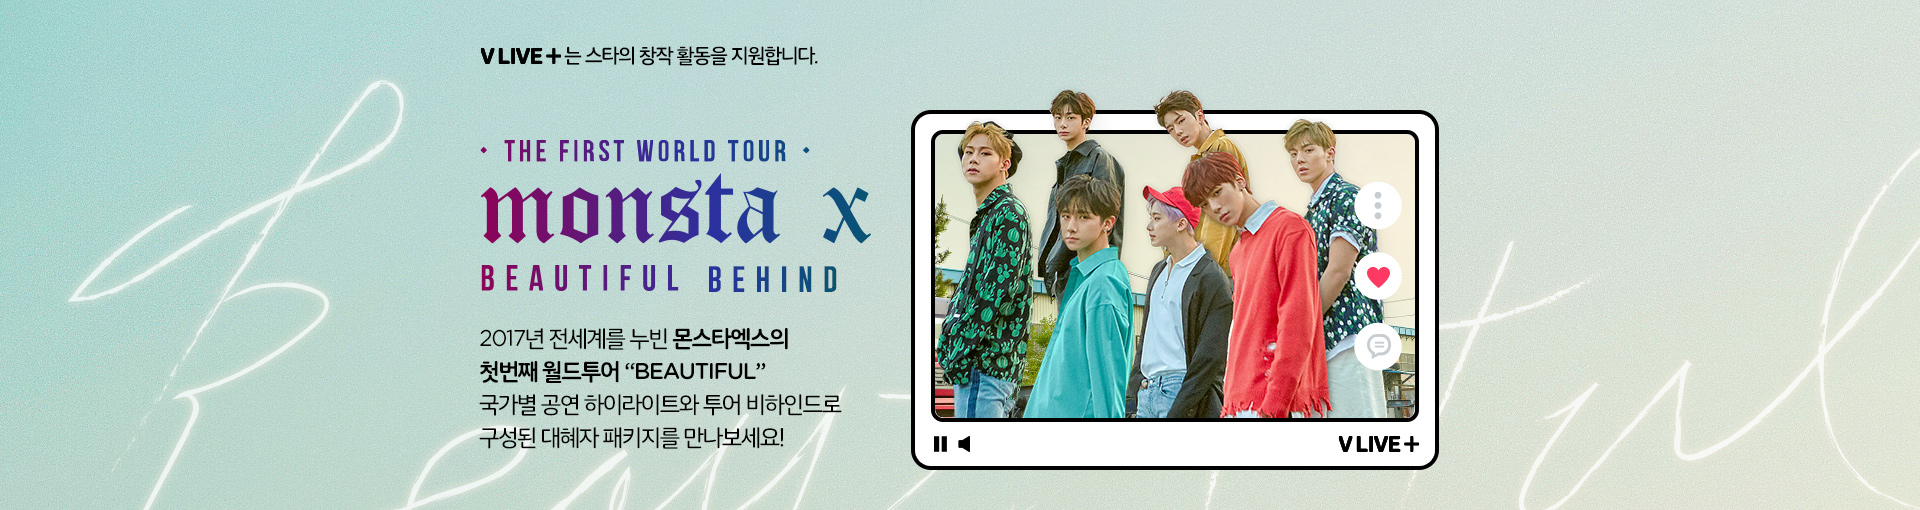 V LIVE+는 스타의 창작 활동을 지원합니다.
· THE FIRST WORLD TOUR ·
monsta x
BEAUTIFUL BEHIND
2017년 전세계를 누빈 몬스타엑스의
첫번째 월드투어 “BEAUTIFUL”
국가별 공연 하이라이트와 투어 비하인드로
구성된 대혜자 패키지를 만나보세요!
V LIVE+
Beautiful